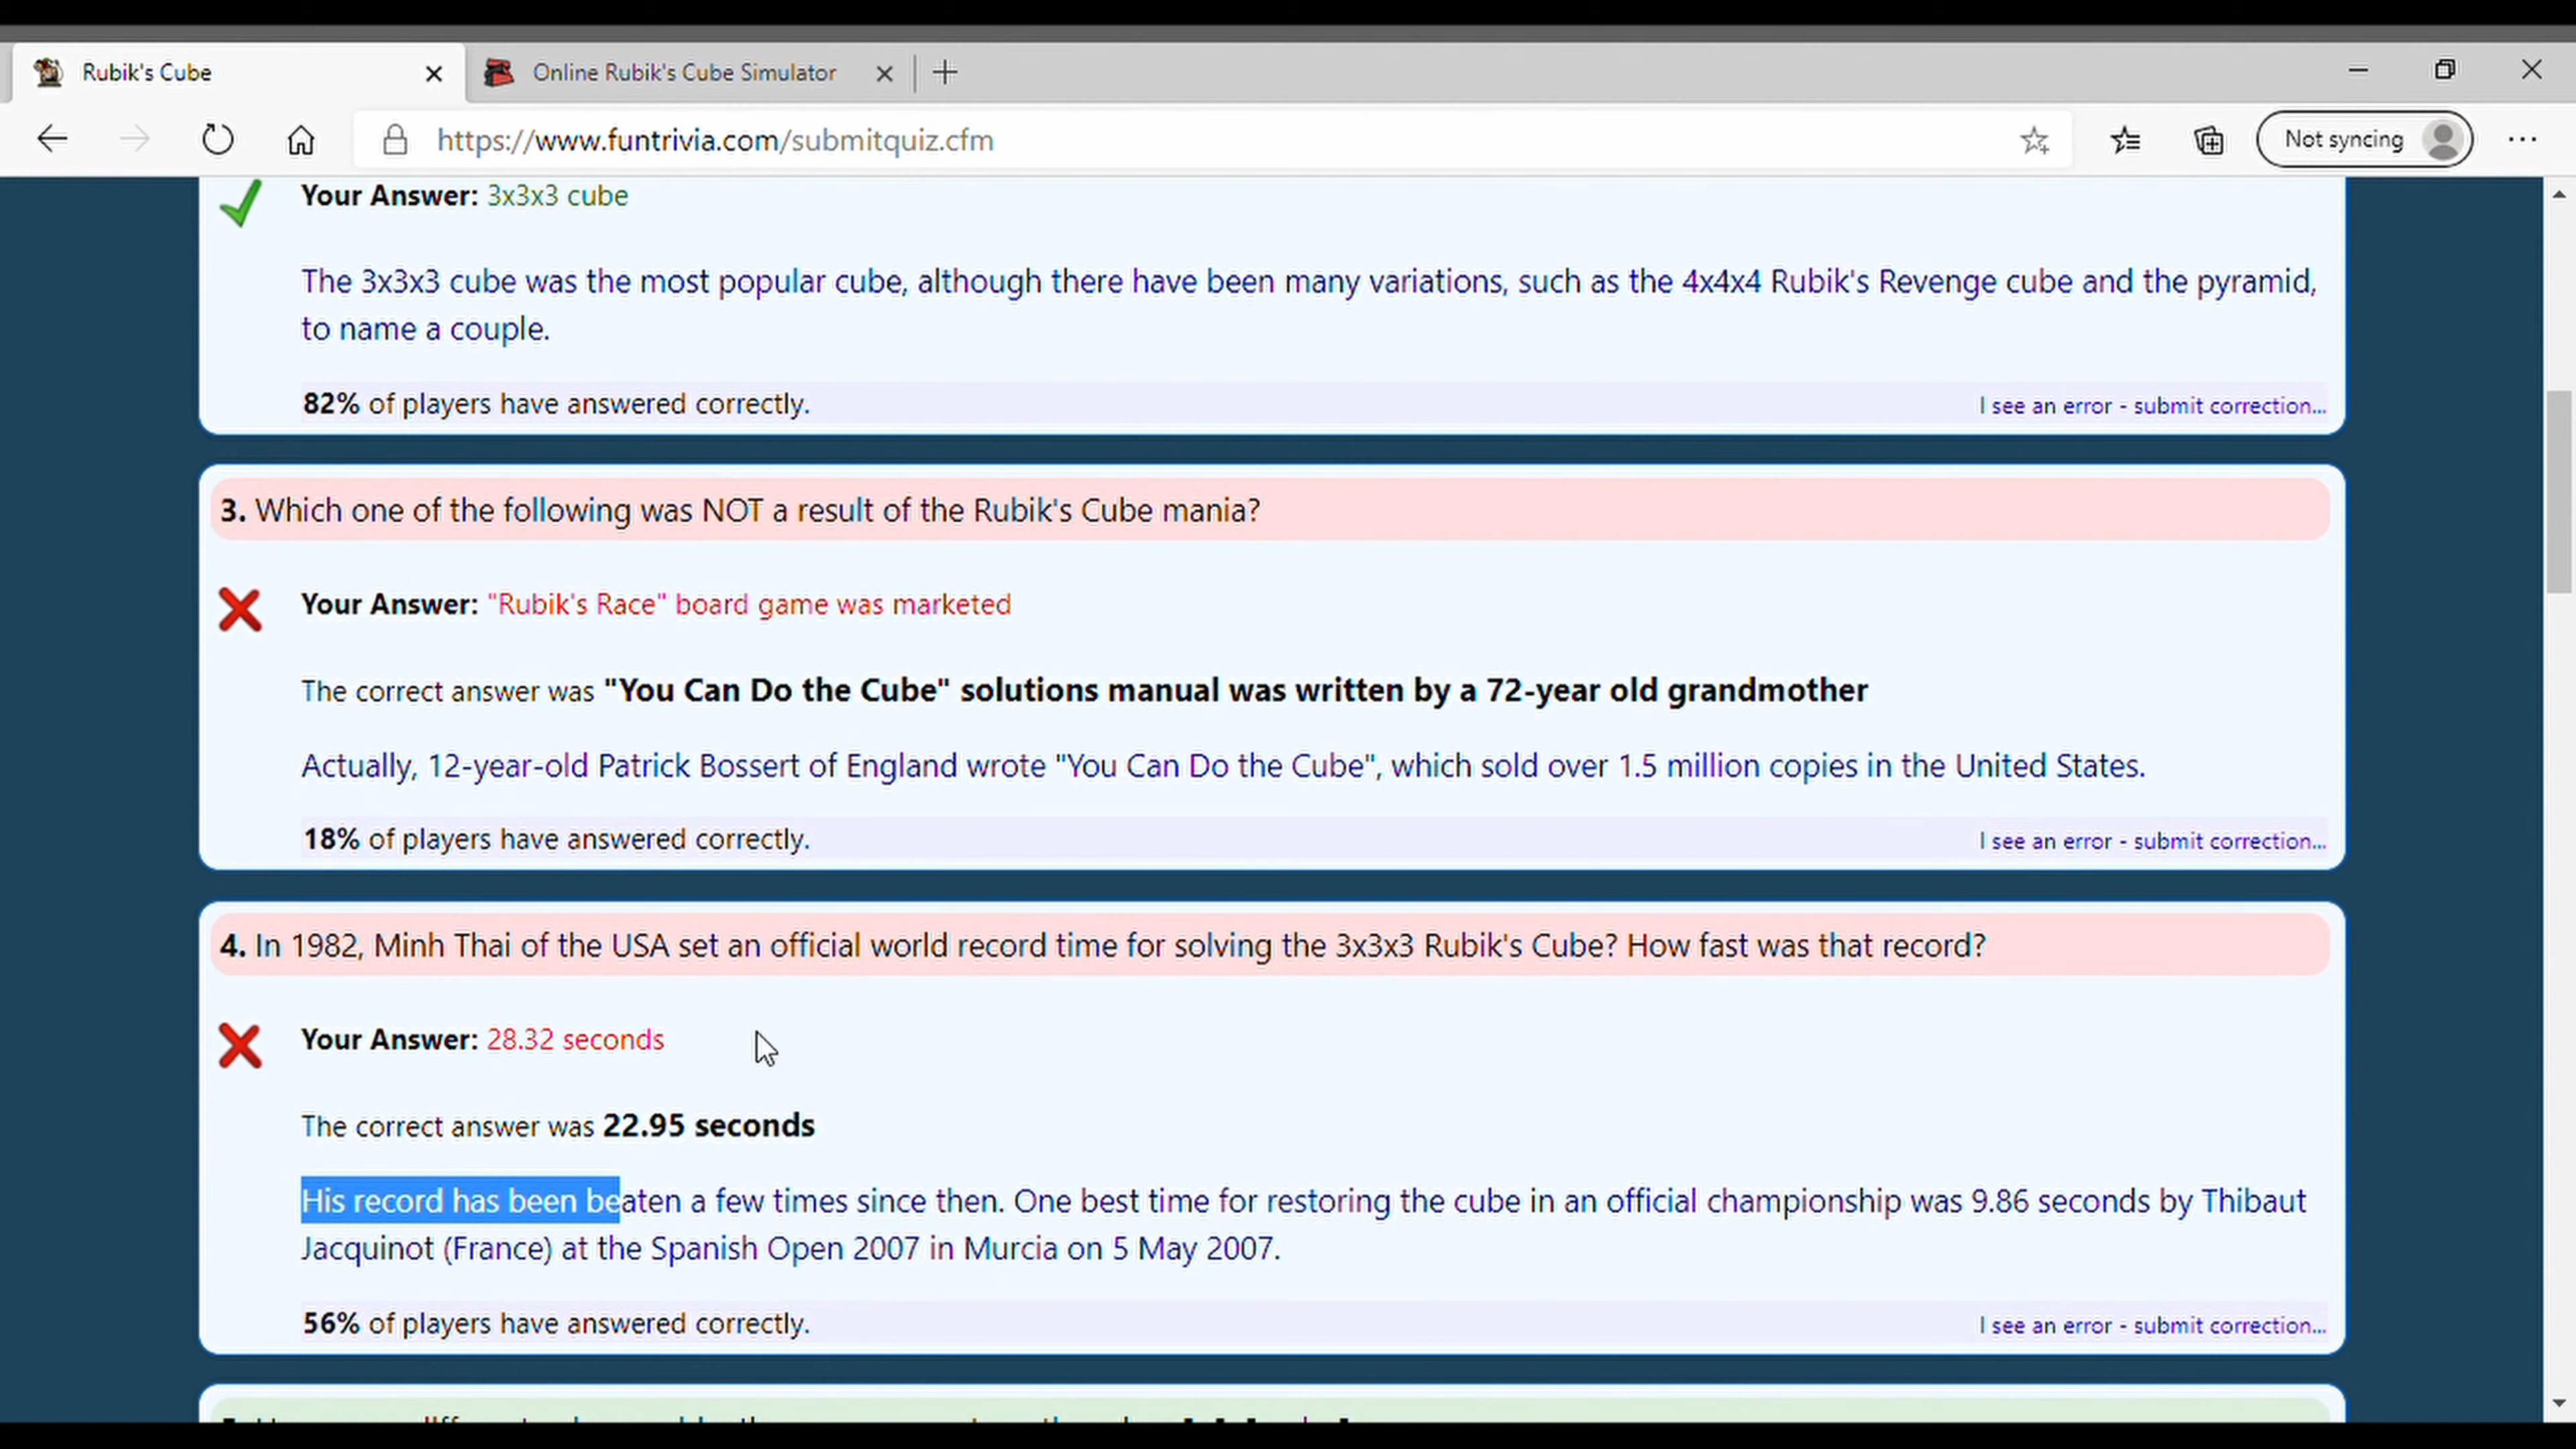 Rubik's Cube
Online Rubik's Cube Simulator
https://www.funtrivia.com/submitquiz.cfm
Not syncing
Your Answer: 3x3x3 cube
The 3x3x3 cube was the most popular cube, although there have been many variations, such as the 4x4x4 Rubik's Revenge cube and the pyramid,
to name a couple.
82% of players have answered correctly.
I see an error - submit correction...
3. Which one of the following was NOT a result of the Rubik's Cube mania?
Your Answer: "Rubik's Race" board game was marketed
The correct answer was "You Can Do the Cube" solutions manual was written by a 72-year old grandmother
Actually, 12-year-old Patrick Bossert of England wrote "You Can Do the Cube", which sold over 1.5 million copies in the United States.
18% of players have answered correctly.
I see an error - submit correction...
4. In 1982, Minh Thai of the USA set an official world record time for solving the 3x3x3 Rubik's Cube? How fast was that record?
Your Answer: 28.32 seconds
The correct answer was 22.95 seconds
His record has been beaten a few times since then. One best time for restoring the cube in an official championship was 9.86 seconds by Thibaut
Jacquinot (France) at the Spanish Open 2007 in Murcia on 5 May 2007.
56% of players have answered correctly.
I see an error - submit correction...